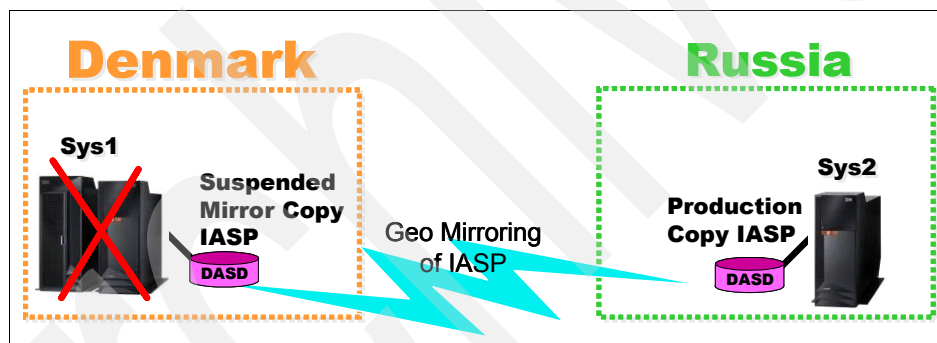 Denmark
Russia
Sys1
Suspended
Mirror Copy
IASP
DASD
Geo Mirroring
of IASP
Sys2
Production
Copy IASP
DASD